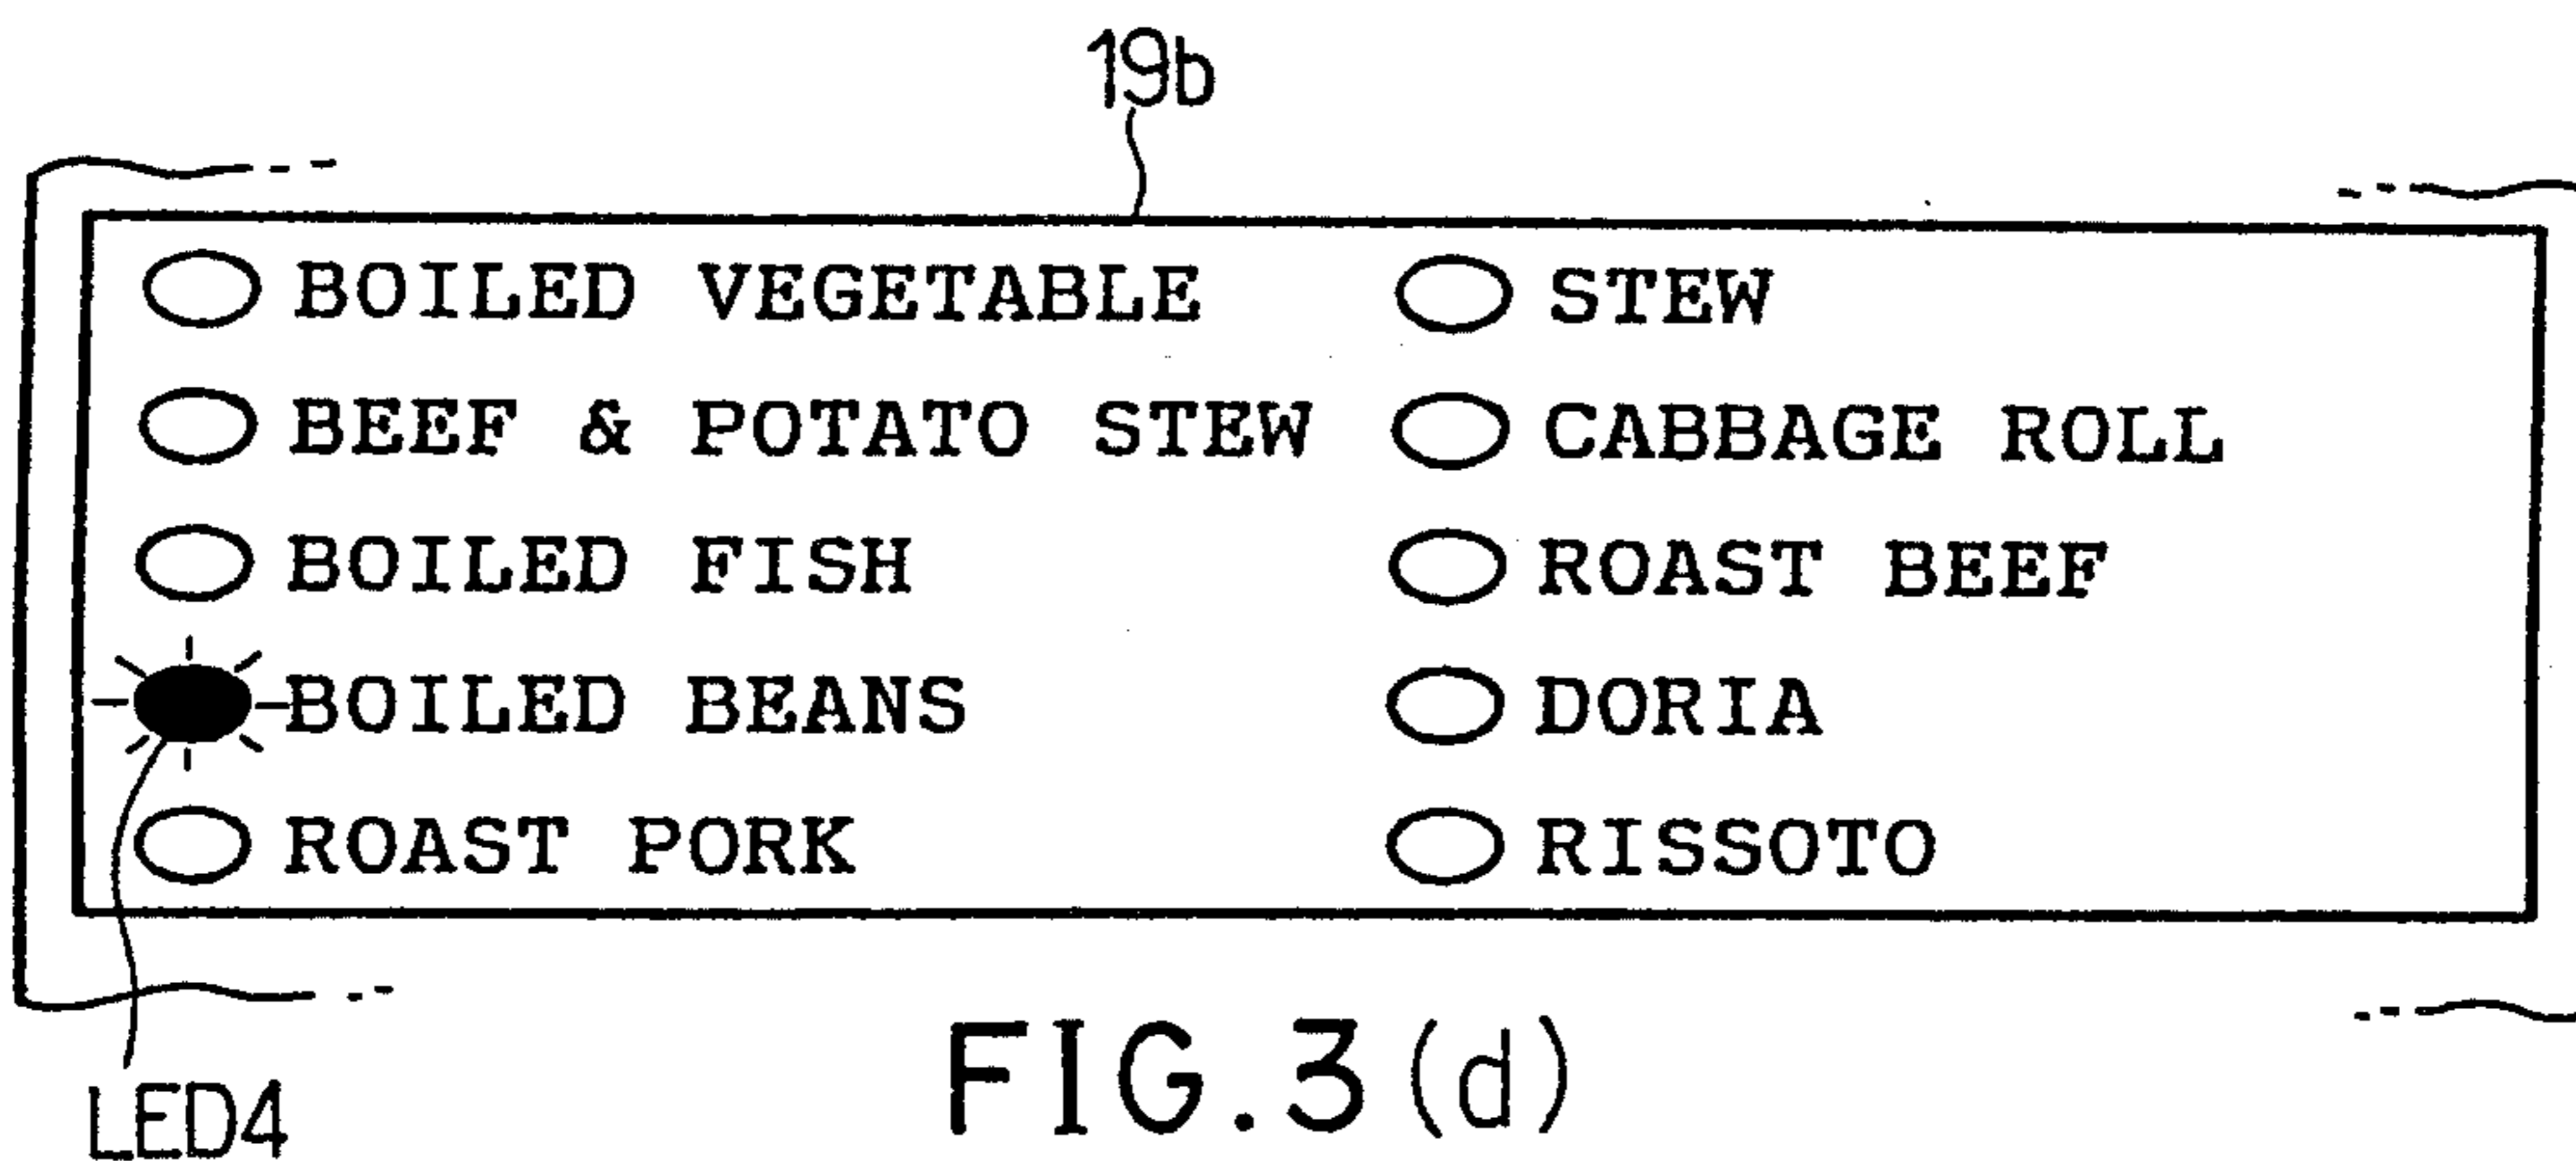 19b
BOILED VEGETABLE
BEEF & POTATO STEW
BOILED FISH
BOILED BEANS
ROAST PORK
STEW
CABBAGE ROLL
ROAST BEEF
DORIA
RISSOTO
LED4
FIG.3(d)